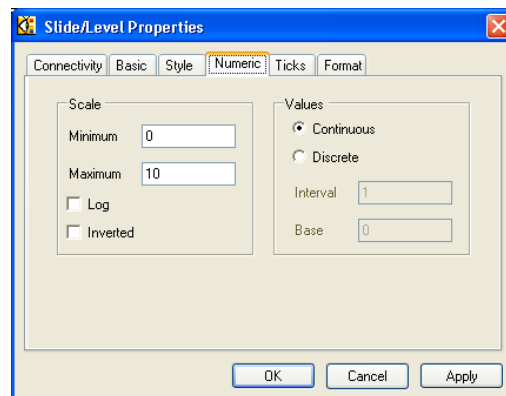 Slide/Level Properties
Connectivity Basic Style Numeric Ticks Format
Scale
Minimum 0
Maximum 10
Log
Inverted
Values
Continuous
Discrete
Interval 1
Base 0
OK Cancel Apply